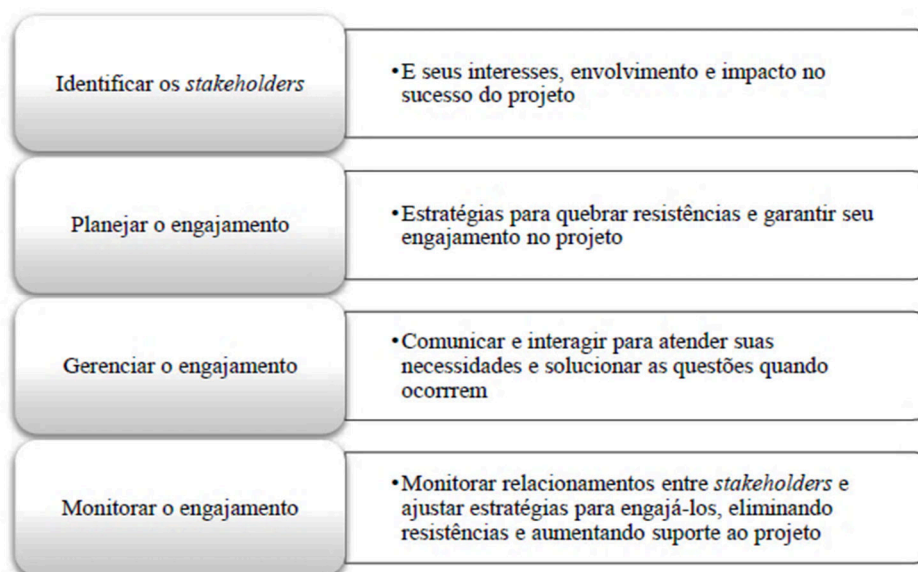 Identificar os stakeholders
•E seus interesses, envolvimento e impacto no
sucesso do projeto
Planejar o engajamento
•Estratégias para quebrar resistências e garantir seu
engajamento no projeto
Gerenciar o engajamento
•Comunicar e interagir para atender suas
necessidades e solucionar as questões quando
ocorrrem
Monitorar o engajamento
•Monitorar relacionamentos entre stakeholders e
ajustar estratégias para engajá-los, eliminando
resistências e aumentando suporte ao projeto